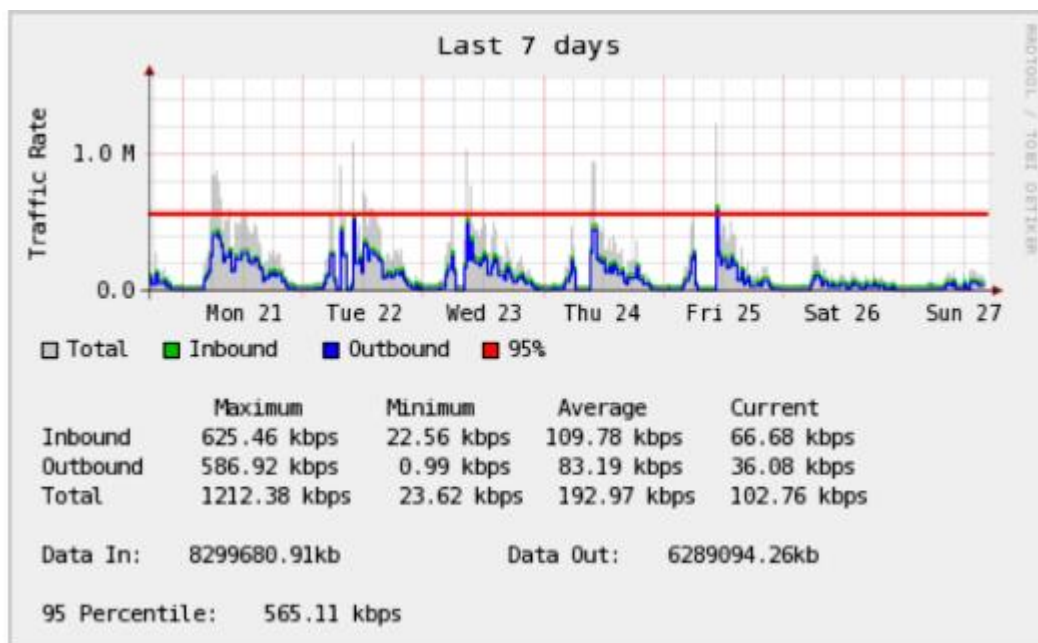 Last 7 days
RRDTOOL / TOBI OETIKER
Traffic Rate
1.0 M
0.0
Mon 21 Tue 22 Wed 23 Thu 24 Fri 25 Sat 26 Sun 27
Total Inbound Outbound 95%
Maximum Minimum Average Current
Inbound 625.46 kbps 22.56 kbps 109.78 kbps 66.68 kbps
Outbound 586.92 kbps 0.99 kbps 83.19 kbps 36.08 kbps
Total 1212.38 kbps 23.62 kbps 192.97 kbps 102.76 kbps
Data In: 8299680.91kb Data Out: 6289094.26kb
95 Percentile: 565.11 kbps